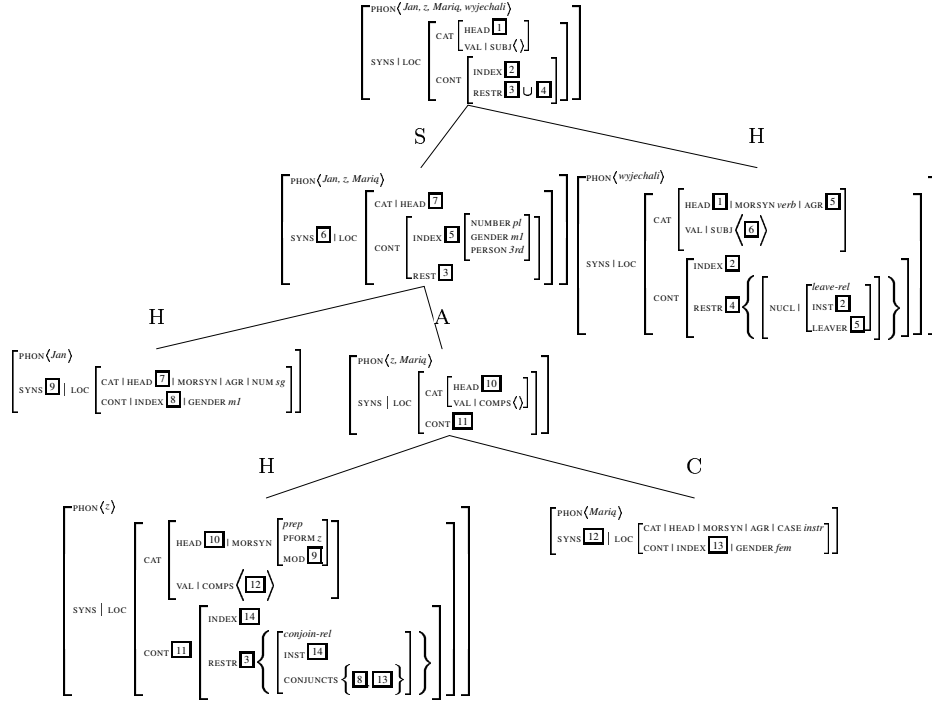 PHON⟨Jan, z, Mariq, wyjechali⟩
SYNS | LOC
CAT
HEAD 1
VAL | SUBJ⟨⟩
CONT
INDEX 2
RESTR 3 ∪ 4
S
H
PHON⟨Jan, z, Mariq⟩
SYNS 6 | LOC
CAT | HEAD 7
CONT
INDEX 5
NUMBER pl
GENDER m1
PERSON 3rd
REST 3
PHON⟨wyjechali⟩
SYNS | LOC
CAT
HEAD 1 | MORSYN verb | AGR 5
VAL | SUBJ ⟨6⟩
CONT
INDEX 2
RESTR 4
NUCL |
leave-rel
INST 2
LEAVER 5
H
A
PHON⟨Jan⟩
SYNS 9 | LOC
CAT | HEAD 7 | MORSYN | AGR | NUM sg
CONT | INDEX 8 | GENDER m1
PHON⟨z, Mariq⟩
SYNS | LOC
CAT
HEAD 10
VAL | COMPS⟨⟩
CONT 11
H
C
PHON⟨z⟩
SYNS | LOC
CAT
HEAD 10 | MORSYN
prep
PFORM z
MOD 9
VAL | COMPS ⟨12⟩
CONT 11
INDEX 14
RESTR 3
conjoin-rel
INST 14
CONJUNCTS {8 13}
PHON⟨Mariq⟩
SYNS 12 | LOC
CAT | HEAD | MORSYN | AGR | CASE instr
CONT | INDEX 13 | GENDER fem